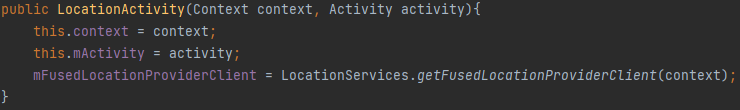 public LocationActivity(Context context, Activity activity){
this.context = context;
this.mActivity = activity;
mFusedLocationProviderClient = LocationServices.getFusedLocationProviderClient(context);
}